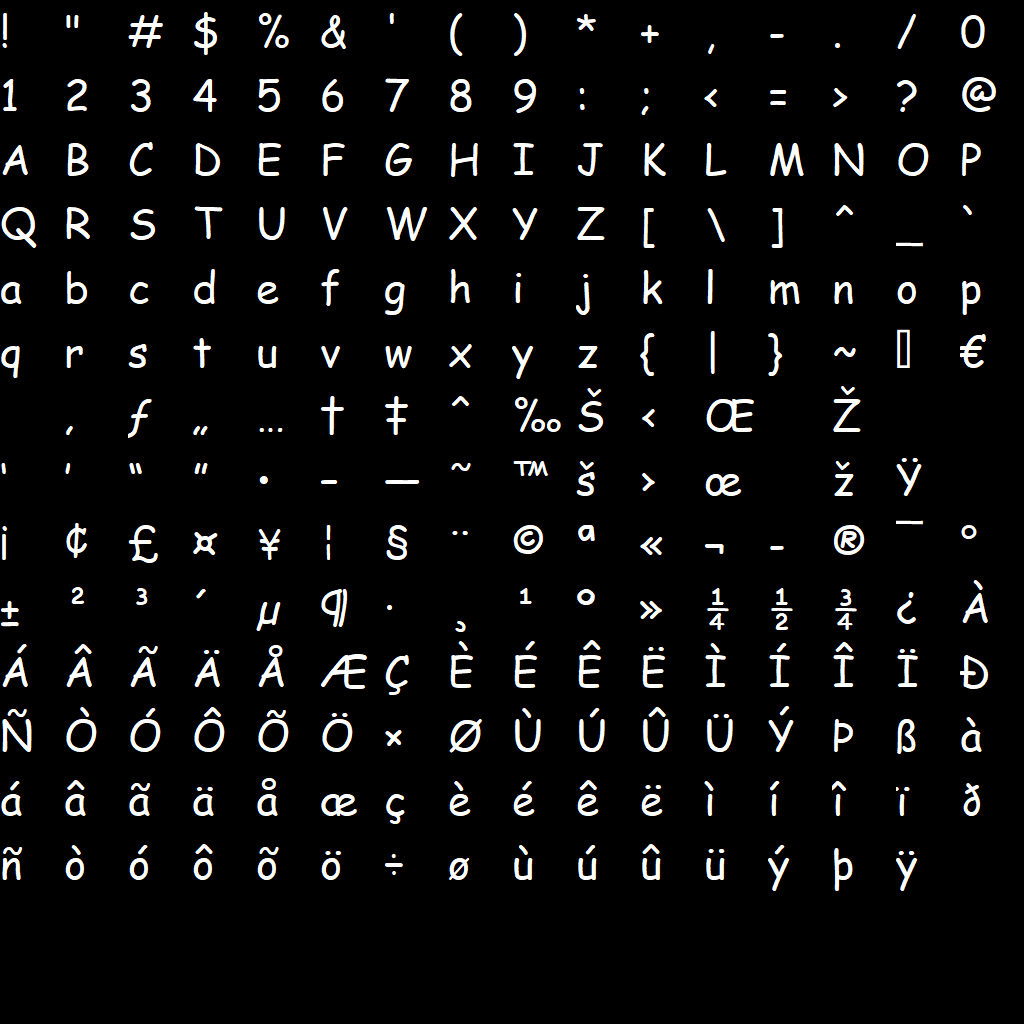 ! " # $ % & ' ( ) * + , - . / 0
1 2 3 4 5 6 7 8 9 : ; < = > ? @
A B C D E F G H I J K L M N O P
Q R S T U V W X Y Z [ \ ] ^ _ `
a b c d e f g h i j k l m n o p
q r s t u v w x y z { | } ~ ▯ €
‚ ƒ „ … † ‡ ˆ ‰ Š ‹ Œ Ž
‘ ’ “ ” • – — ˜ ™ š › œ ž Ÿ
¡ ¢ £ ¤ ¥ ¦ § ¨ © ª « ¬ - ® ¯ °
± ² ³ ´ µ ¶ · ¸ ¹ º » ¼ ½ ¾ ¿ À
Á Â Ã Ä Å Æ Ç È É Ê Ë Ì Í Î Ï Ð
Ñ Ò Ó Ô Õ Ö × Ø Ù Ú Û Ü Ý Þ ß à
á â ã ä å æ ç è é ê ë ì í î ï ð
ñ ò ó ô õ ö ÷ ø ù ú û ü ý þ ÿ